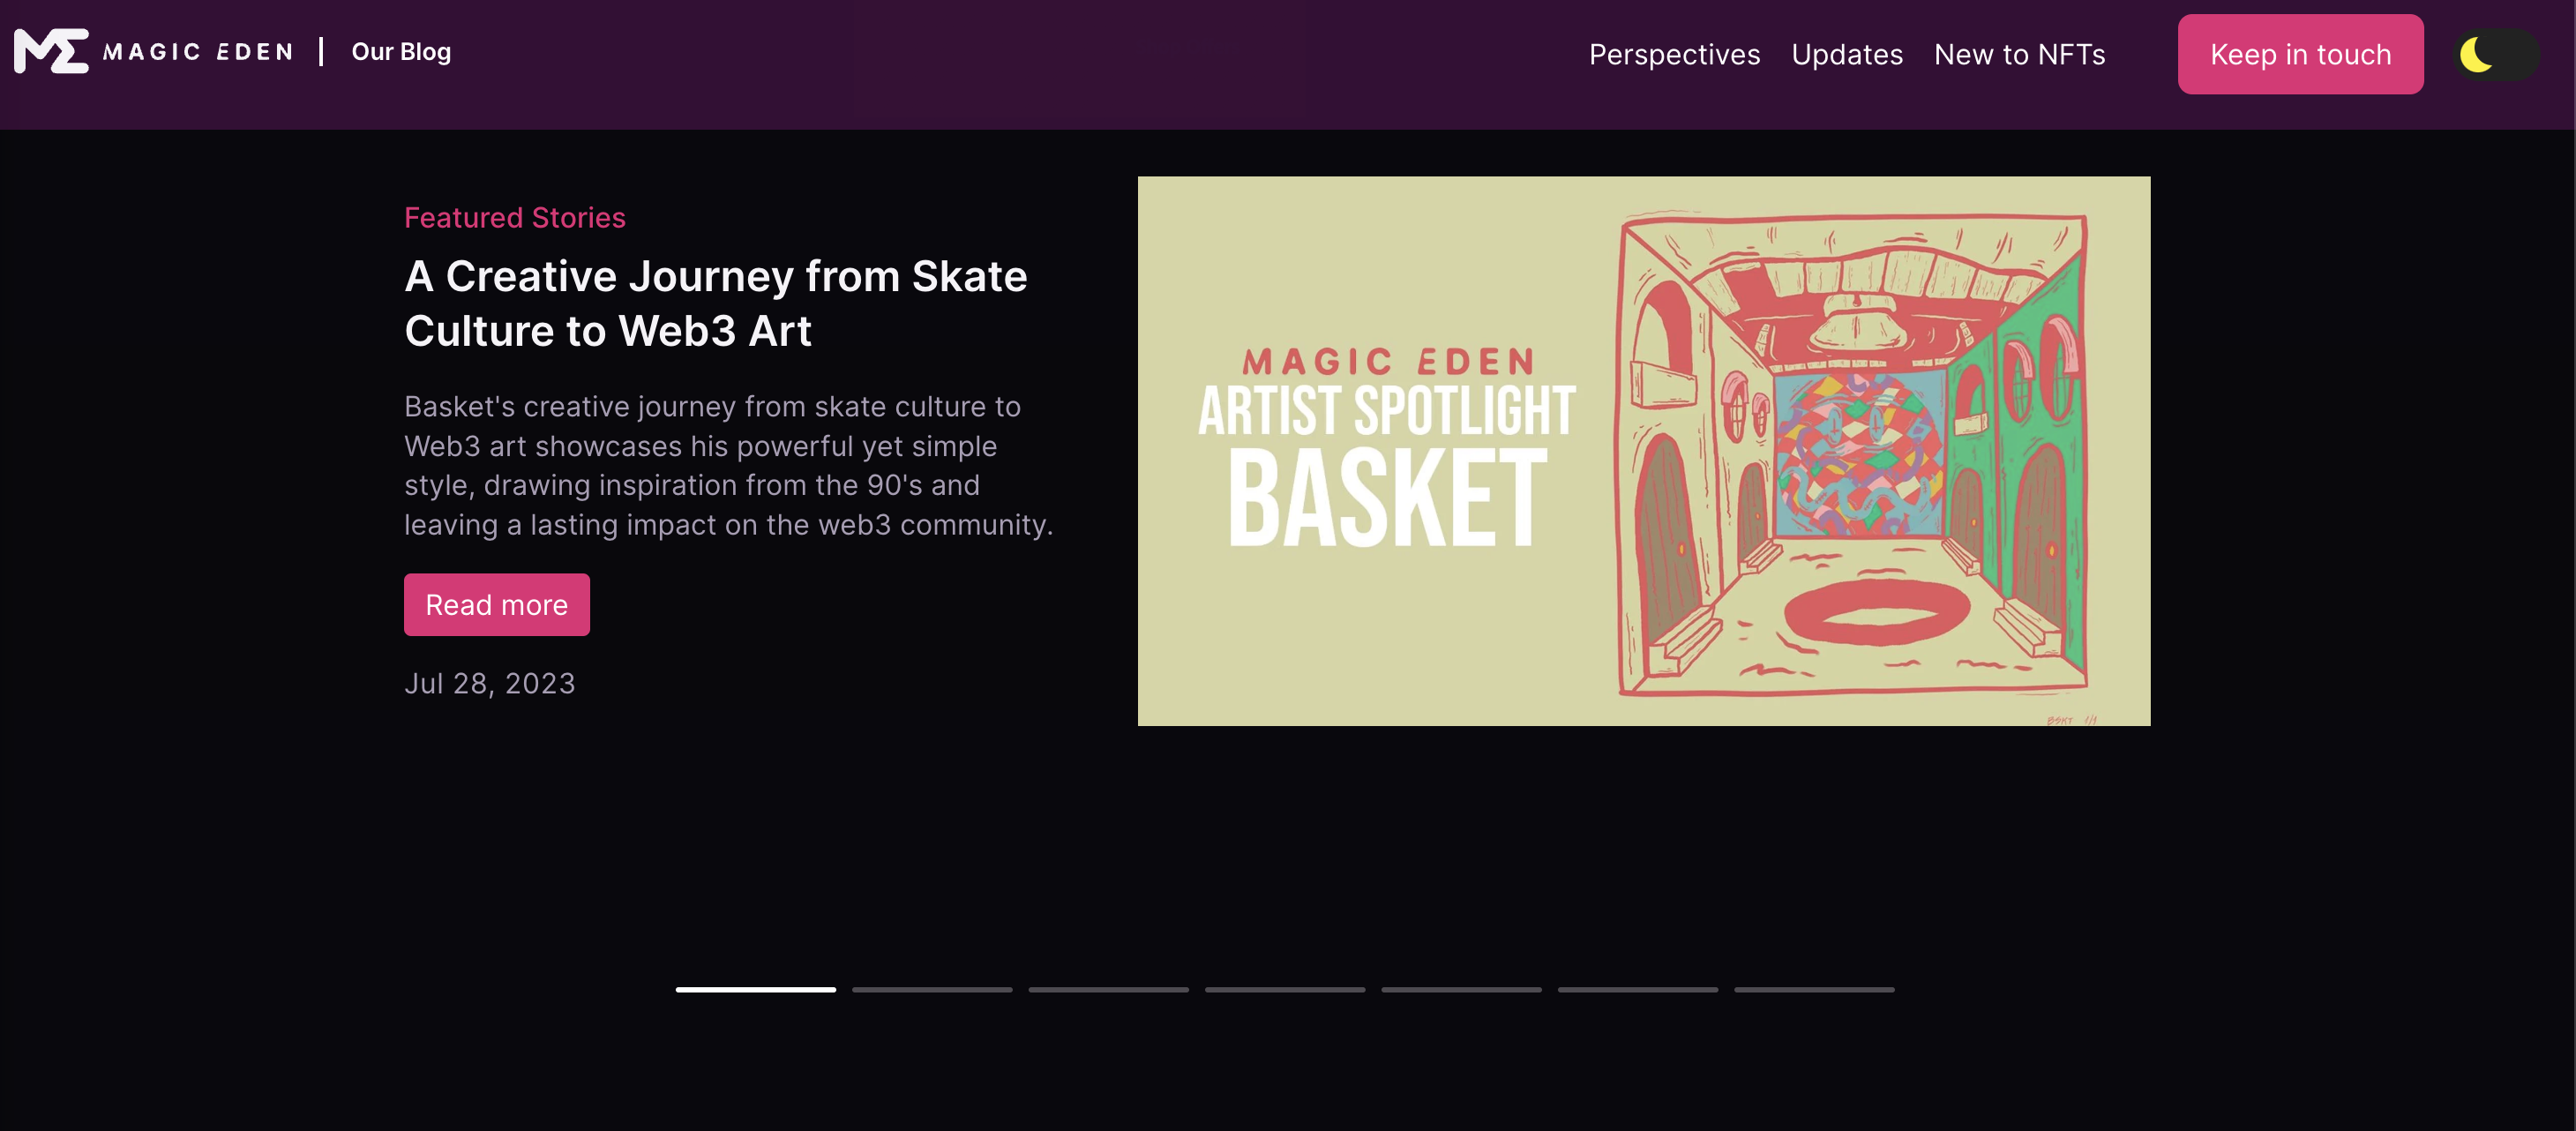 MAGIC EDEN | Our Blog
Perspectives Updates New to NFTs Keep in touch
Featured Stories
A Creative Journey from Skate
Culture to Web3 Art
Basket's creative journey from skate culture to
Web3 art showcases his powerful yet simple
style, drawing inspiration from the 90's and
leaving a lasting impact on the web3 community.
Read more
Jul 28, 2023
MAGIC EDEN
ARTIST SPOTLIGHT
BASKET
BSKT 1/1